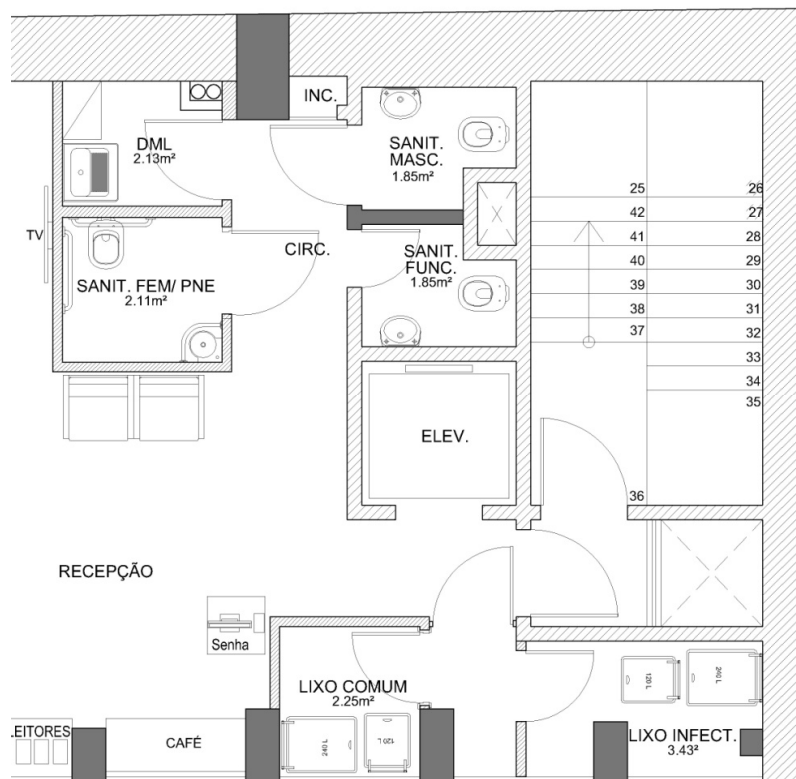 INC.
DML
2.13m²
SANIT.
MASC.
1.85m²
TV
CIRC.
SANIT.
FUNC.
1.85m²
SANIT. FEM/ PNE
2.11m²
25
42
41
40
39
38
37
26
27
28
29
30
31
32
33
34
35
36
ELEV.
RECEPÇÃO
Senha
LIXO COMUM
2.25m²
240 L
120 L
120 L
240 L
LIXO INFECT.
3.43²
LEITORES
CAFÉ